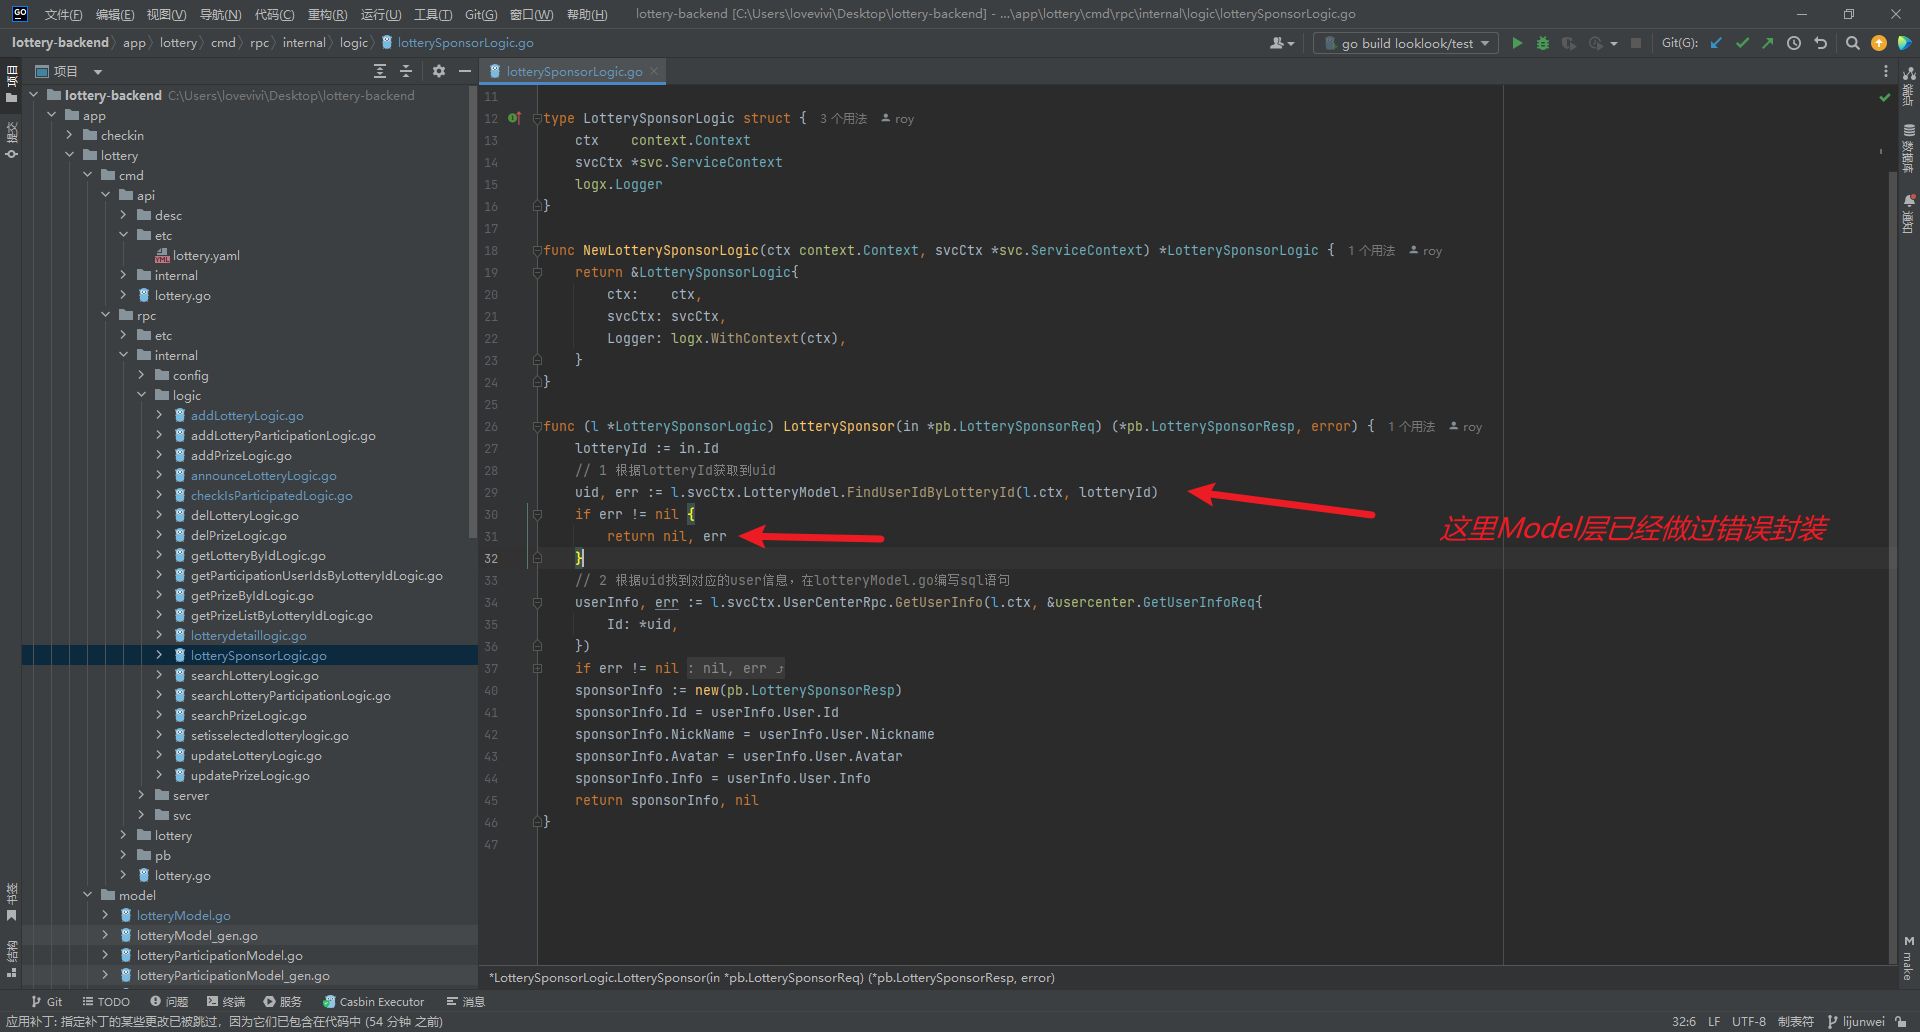 文件(F) 编辑(E) 视图(V) 导航(N) 代码(C) 重构(R) 运行(U) 工具(T) Git(G) 窗口(W) 帮助(H) lottery-backend [C:\Users\lovevivi\Desktop\lottery-backend] - ...\app\lottery\cmd\rpc\internal\logic\lotterySponsorLogic.go
lottery-backend app lottery cmd rpc internal logic lotterySponsorLogic.go go build looklook/test Git(G):
项目 lotterySponsorLogic.go
lottery-backend C:\Users\lovevivi\Desktop\lottery-backend
app
checkin
lottery
cmd
api
desc
etc
lottery.yaml
internal
lottery.go
rpc
etc
internal
config
logic
addLotteryLogic.go
addLotteryParticipationLogic.go
addPrizeLogic.go
announceLotteryLogic.go
checkIsParticipatedLogic.go
delLotteryLogic.go
delPrizeLogic.go
getLotteryByIdLogic.go
getParticipationUserIdsByLotteryIdLogic.go
getPrizeByIdLogic.go
getPrizeListByLotteryIdLogic.go
lotterydetaillogic.go
lotterySponsorLogic.go
searchLotteryLogic.go
searchLotteryParticipationLogic.go
searchPrizeLogic.go
setisselectedlotterylogic.go
updateLotteryLogic.go
updatePrizeLogic.go
server
svc
lottery
pb
lottery.go
model
lotteryModel.go
lotteryModel_gen.go
lotteryParticipationModel.go
lotteryParticipationModel_gen.go
项目
提交
书签
结构
11
12 type LotterySponsorLogic struct { 3 个用法 roy
13 ctx context.Context
14 svcCtx *svc.ServiceContext
15 logx.Logger
16 }
17
18 func NewLotterySponsorLogic(ctx context.Context, svcCtx *svc.ServiceContext) *LotterySponsorLogic { 1 个用法 roy
19 return &LotterySponsorLogic{
20 ctx: ctx,
21 svcCtx: svcCtx,
22 Logger: logx.WithContext(ctx),
23 }
24 }
25
26 func (l *LotterySponsorLogic) LotterySponsor(in *pb.LotterySponsorReq) (*pb.LotterySponsorResp, error) { 1 个用法 roy
27 lotteryId := in.Id
28 // 1 根据lotteryId获取到uid
29 uid, err := l.svcCtx.LotteryModel.FindUserIdByLotteryId(l.ctx, lotteryId)
30 if err != nil {
31 return nil, err
32 }
33 // 2 根据uid找到对应的user信息，在lotteryModel.go编写sql语句
34 userInfo, err := l.svcCtx.UserCenterRpc.GetUserInfo(l.ctx, &usercenter.GetUserInfoReq{
35 Id: *uid,
36 })
37 if err != nil : nil, err
40 sponsorInfo := new(pb.LotterySponsorResp)
41 sponsorInfo.Id = userInfo.User.Id
42 sponsorInfo.NickName = userInfo.User.Nickname
43 sponsorInfo.Avatar = userInfo.User.Avatar
44 sponsorInfo.Info = userInfo.User.Info
45 return sponsorInfo, nil
46 }
47
这里Model层已经做过错误封装
端点
数据库
通知
make
*LotterySponsorLogic.LotterySponsor(in *pb.LotterySponsorReq) (*pb.LotterySponsorResp, error)
Git TODO 问题 终端 服务 Casbin Executor 消息
应用补丁: 指定补丁的某些更改已被跳过，因为它们已包含在代码中 (54 分钟 之前) 32:6 LF UTF-8 制表符 lijunwei